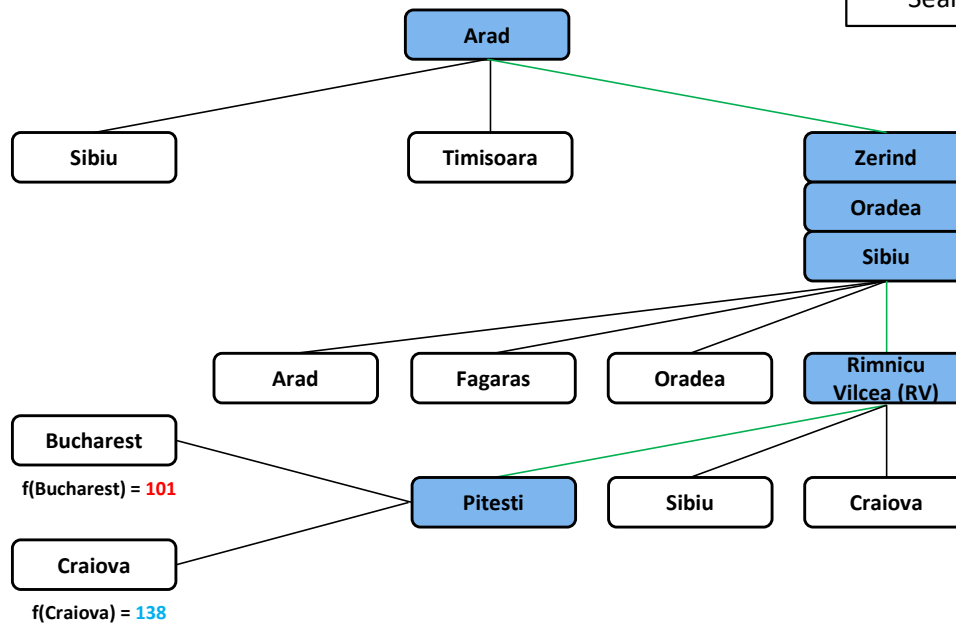 Arad
Sibiu
Timisoara
Zerind
Oradea
Sibiu
Arad
Fagaras
Oradea
Rimnicu
Vilcea (RV)
Bucharest
f(Bucharest) = 101
Pitesti
Sibiu
Craiova
Craiova
f(Craiova) = 138